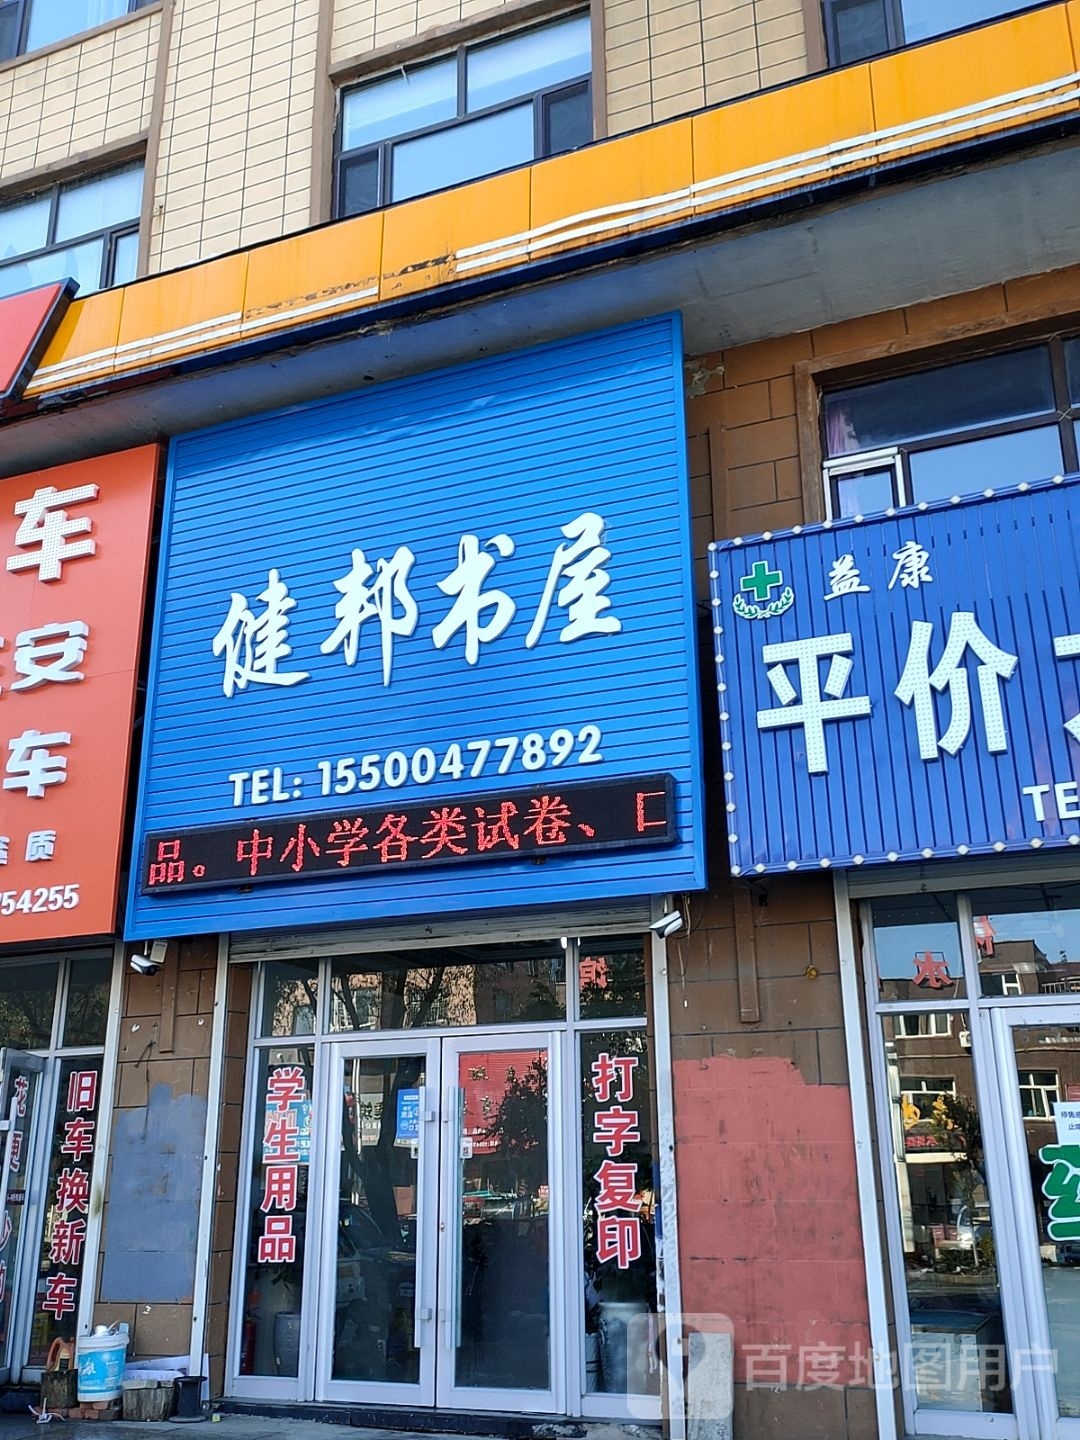 车
安
车
质
754255
健邦书屋
TEL: 15500477892
品。中小学各类试卷、口
益康
平价
TE
学生用品
打字复印
旧车换新车
百度地图用户